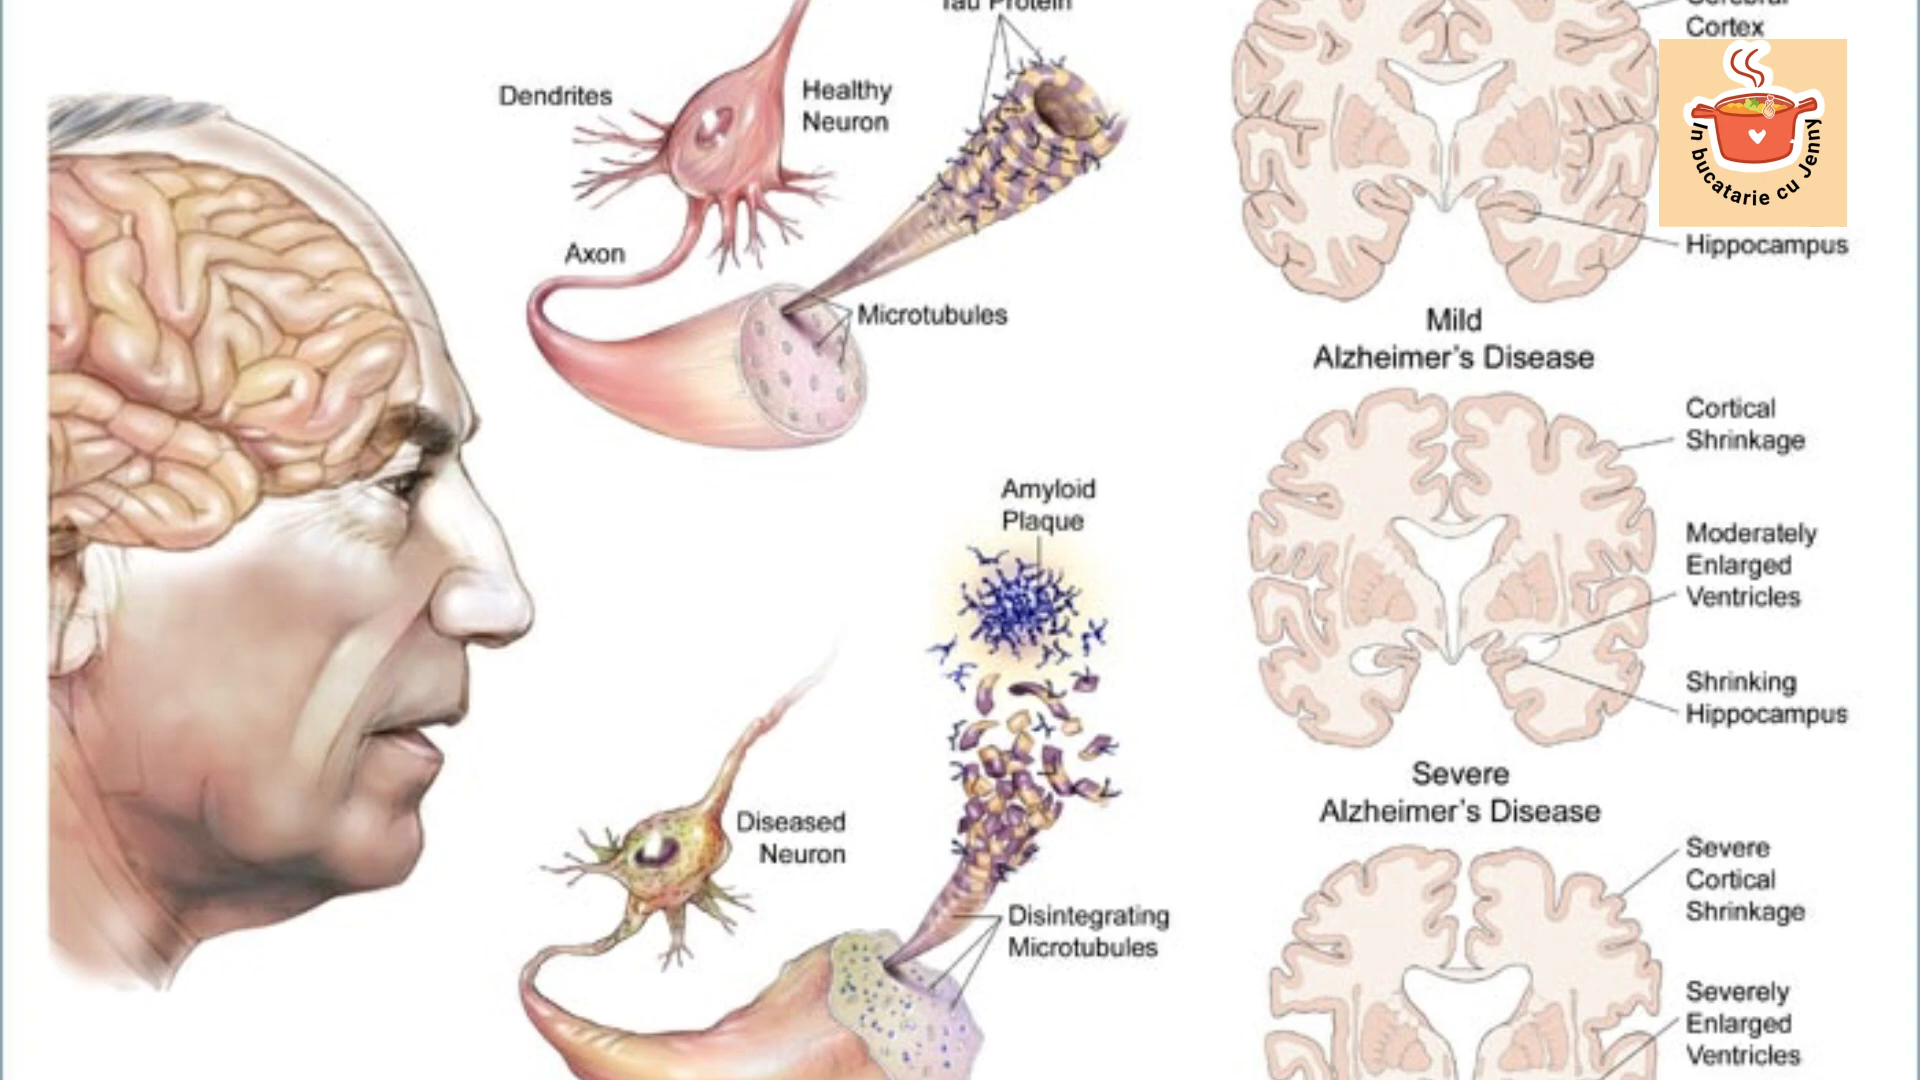 Tau Protein
Dendrites
Healthy
Neuron
Axon
Microtubules
Amyloid
Plaque
Diseased
Neuron
Disintegrating
Microtubules
Cerebral
Cortex
In bucatarie cu Jenny
Hippocampus
Mild
Alzheimer's Disease
Cortical
Shrinkage
Moderately
Enlarged
Ventricles
Shrinking
Hippocampus
Severe
Alzheimer's Disease
Severe
Cortical
Shrinkage
Severely
Enlarged
Ventricles